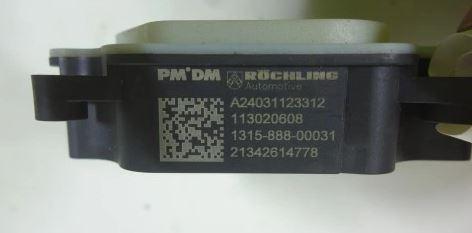 PM DM RÖCHLING
Automotive
A24031123312
113020608
1315-888-00031
21342614778